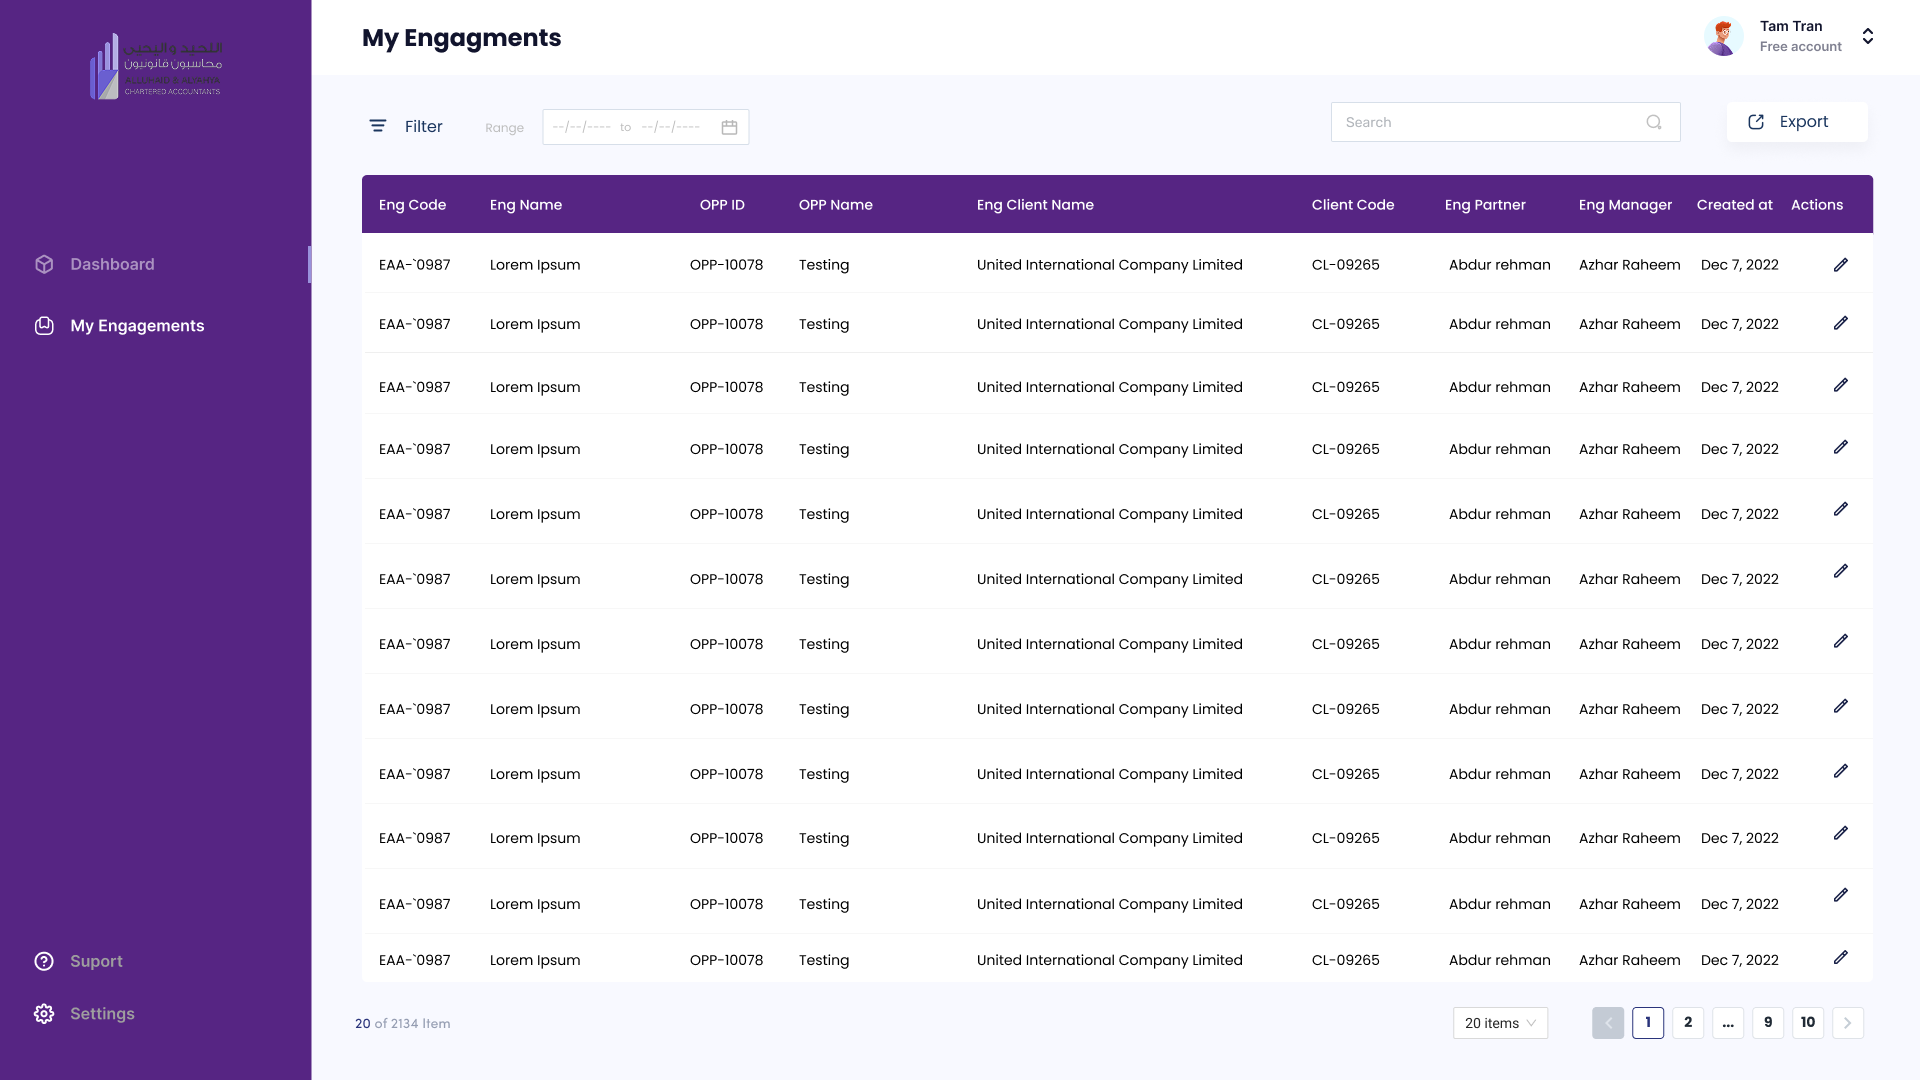 محاسبون قانونيون
CHARTERED ACCOUNTANTS
Dashboard
My Engagements
Suport
Settings
My Engagments
Tam Tran
Free account
Filter
Range
--/--/---- to --/--/----
Search
Export
Eng Code Eng Name OPP ID OPP Name Eng Client Name Client Code Eng Partner Eng Manager Created at Actions
EAA-`0987 Lorem Ipsum OPP-10078 Testing United International Company Limited CL-09265 Abdur rehman Azhar Raheem Dec 7, 2022
EAA-`0987 Lorem Ipsum OPP-10078 Testing United International Company Limited CL-09265 Abdur rehman Azhar Raheem Dec 7, 2022
EAA-`0987 Lorem Ipsum OPP-10078 Testing United International Company Limited CL-09265 Abdur rehman Azhar Raheem Dec 7, 2022
EAA-`0987 Lorem Ipsum OPP-10078 Testing United International Company Limited CL-09265 Abdur rehman Azhar Raheem Dec 7, 2022
EAA-`0987 Lorem Ipsum OPP-10078 Testing United International Company Limited CL-09265 Abdur rehman Azhar Raheem Dec 7, 2022
EAA-`0987 Lorem Ipsum OPP-10078 Testing United International Company Limited CL-09265 Abdur rehman Azhar Raheem Dec 7, 2022
EAA-`0987 Lorem Ipsum OPP-10078 Testing United International Company Limited CL-09265 Abdur rehman Azhar Raheem Dec 7, 2022
EAA-`0987 Lorem Ipsum OPP-10078 Testing United International Company Limited CL-09265 Abdur rehman Azhar Raheem Dec 7, 2022
EAA-`0987 Lorem Ipsum OPP-10078 Testing United International Company Limited CL-09265 Abdur rehman Azhar Raheem Dec 7, 2022
EAA-`0987 Lorem Ipsum OPP-10078 Testing United International Company Limited CL-09265 Abdur rehman Azhar Raheem Dec 7, 2022
EAA-`0987 Lorem Ipsum OPP-10078 Testing United International Company Limited CL-09265 Abdur rehman Azhar Raheem Dec 7, 2022
EAA-`0987 Lorem Ipsum OPP-10078 Testing United International Company Limited CL-09265 Abdur rehman Azhar Raheem Dec 7, 2022
20 of 2134 Item
20 items
1 2 ... 9 10